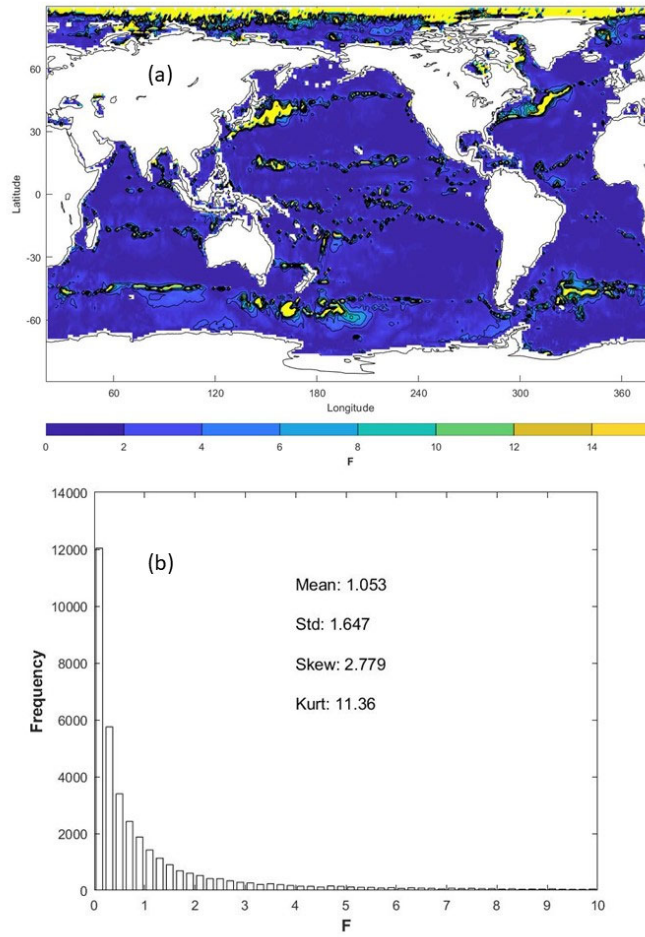 (a)
60
30
0
-30
-60
Latitude
60 120 180 240 300 360
Longitude
0 2 4 6 8 10 12 14
F
(b)
14000
12000
10000
8000
6000
4000
2000
0
Frequency
Mean: 1.053
Std: 1.647
Skew: 2.779
Kurt: 11.36
0 1 2 3 4 5 6 7 8 9 10
F